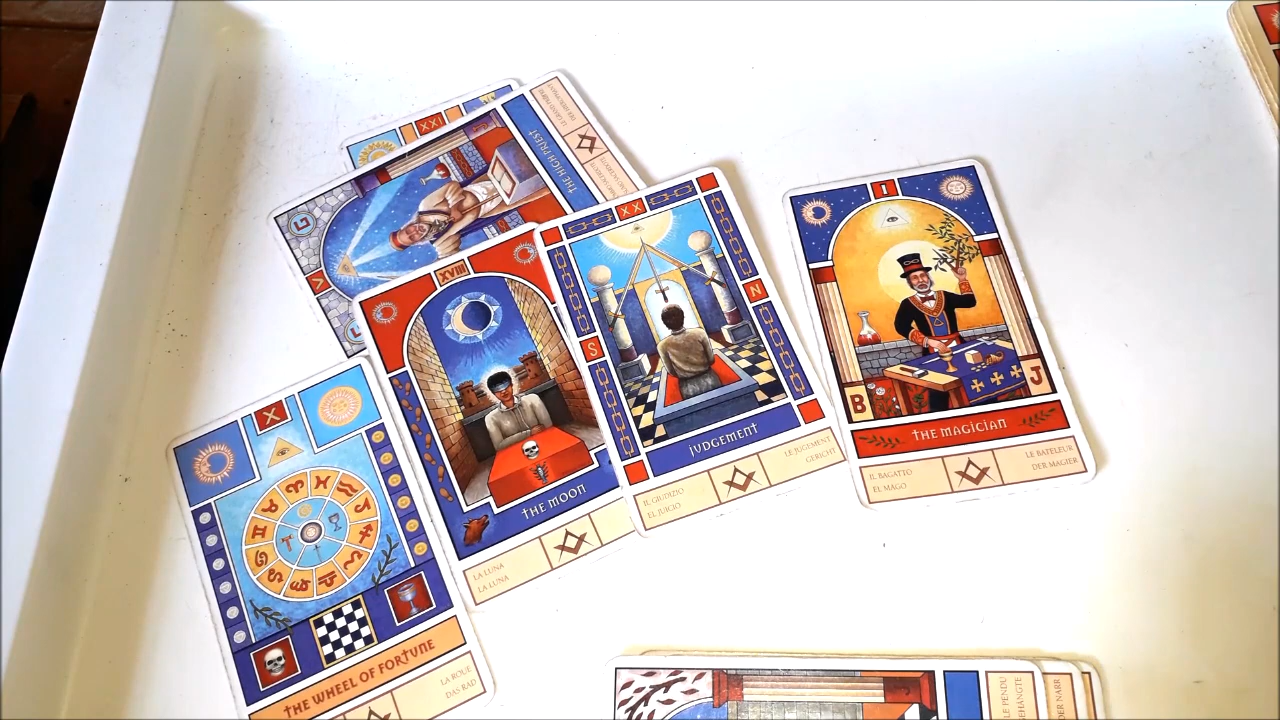 XXI
THE HIGH PRIEST
V
XVIII
THE MOON
LA LUNA
LA LUNA
XX
N
S
JUDGEMENT
IL GIUDIZIO
EL JUICIO
LE JUGEMENT
GERICHT
I
B
J
THE MAGICIAN
IL BAGATTO
EL MAGO
LE BATELEUR
DER MAGIER
X
THE WHEEL OF FORTUNE
LA ROUE
DAS RAD
LE PENDU
DER NARR